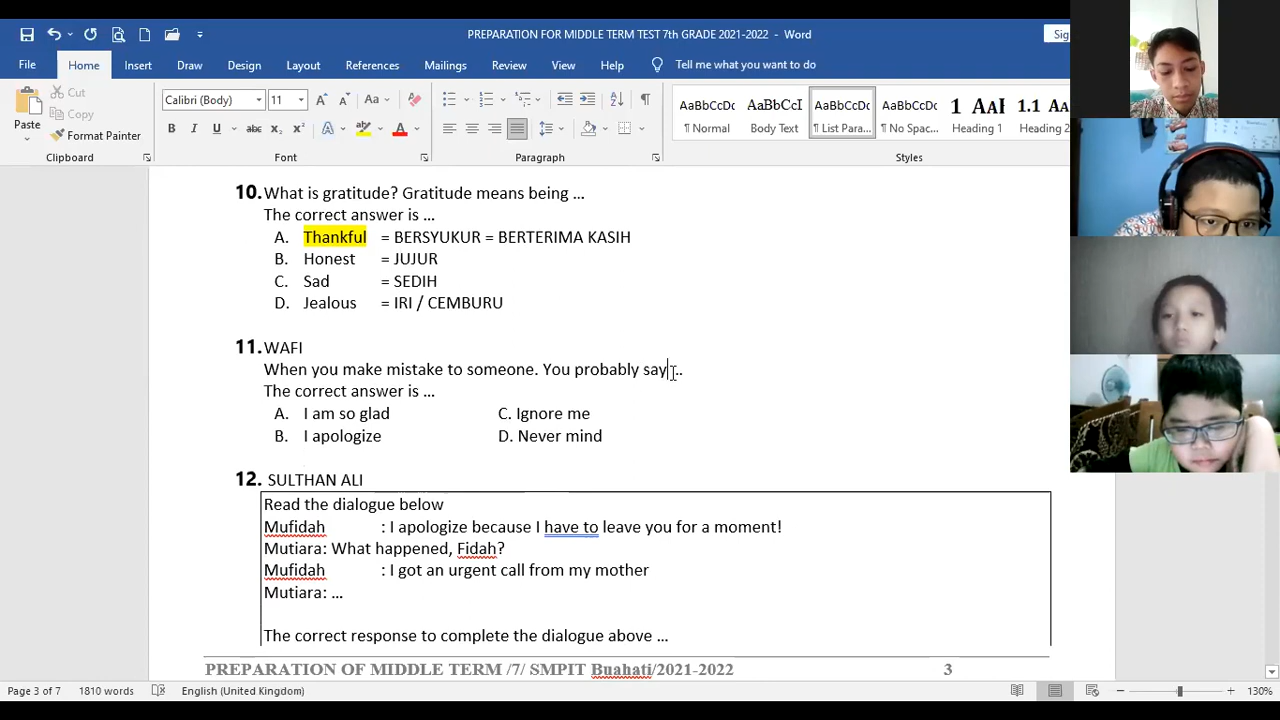 PREPARATION FOR MIDDLE TERM TEST 7th GRADE 2021-2022 - Word
File Home Insert Draw Design Layout References Mailings Review View Help Tell me what you want to do
Paste
Cut
Copy
Format Painter
Clipboard
Calibri (Body) 11
Font
Paragraph
AaBbCcDc AaBbCcI AaBbCcDc AaBbCcDc 1 AaI 1.1 Aa
¶ Normal Body Text ¶ List Para... ¶ No Spac... Heading 1 Heading 2
Styles
10. What is gratitude? Gratitude means being ...
The correct answer is ...
A. Thankful = BERSYUKUR = BERTERIMA KASIH
B. Honest = JUJUR
C. Sad = SEDIH
D. Jealous = IRI / CEMBURU
11. WAFI
When you make mistake to someone. You probably say ...
The correct answer is ...
A. I am so glad C. Ignore me
B. I apologize D. Never mind
12. SULTHAN ALI
Read the dialogue below
Mufidah : I apologize because I have to leave you for a moment!
Mutiara: What happened, Fidah?
Mufidah : I got an urgent call from my mother
Mutiara: ...
The correct response to complete the dialogue above ...
PREPARATION OF MIDDLE TERM /7/ SMPIT Buahati/2021-2022 3
Page 3 of 7 1810 words English (United Kingdom) 130%